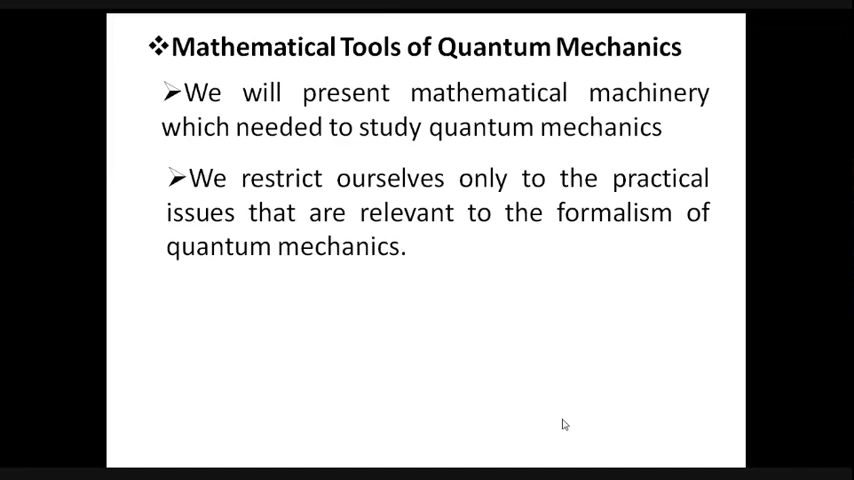 ❖Mathematical Tools of Quantum Mechanics
➢We will present mathematical machinery
which needed to study quantum mechanics
➢We restrict ourselves only to the practical
issues that are relevant to the formalism of
quantum mechanics.